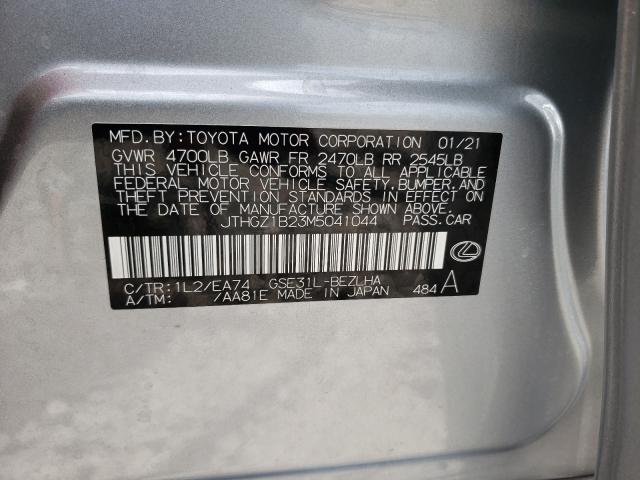 MFD.BY:TOYOTA MOTOR CORPORATION 01/21
GVWR 4700LB GAWR FR 2470LB RR 2545LB
THIS VEHICLE CONFORMS TO ALL APPLICABLE
FEDERAL MOTOR VEHICLE SAFETY,BUMPER,AND
THEFT PREVENTION STANDARDS IN EFFECT
ON THE DATE OF MANUFACTURE SHOWN ABOVE.
JTHGZ1B23M5041044 PASS.CAR
C/TR:1L2/EA74 GSE31L-BEZLHA
A/TM: /AA81E MADE IN JAPAN 484 A